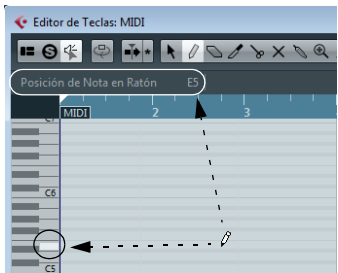 Editor de Teclas: MIDI
Posición de Nota en Ratón E5
MIDI 2 3
C7
C6
C5